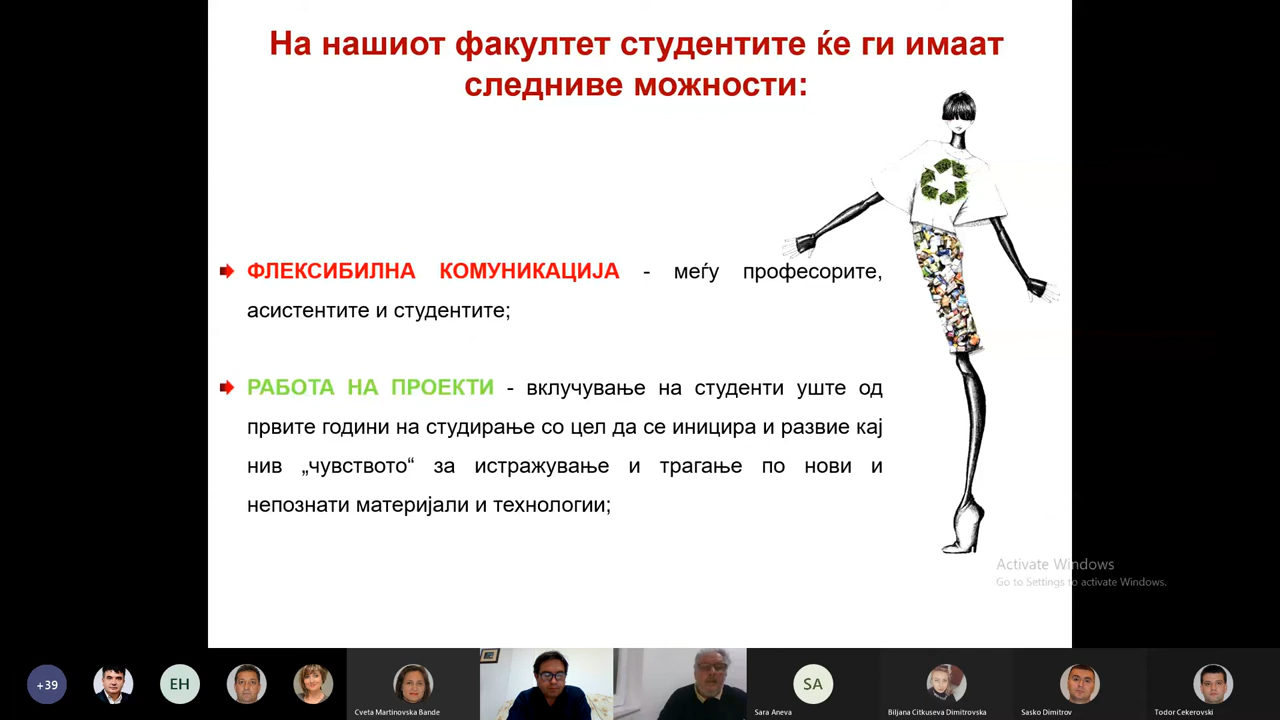 На нашиот факултет студентите ќе ги имаат
следниве можности:
ФЛЕКСИБИЛНА КОМУНИКАЦИЈА - меѓу професорите,
асистентите и студентите;
РАБОТА НА ПРОЕКТИ - вклучување на студенти уште од
првите години на студирање со цел да се иницира и развие кај
нив „чувството“ за истражување и трагање по нови и
непознати материјали и технологии;
Activate Windows
Go to Settings to activate Windows.
+39
EH
SA
Cveta Martinovska Bande
Sara Aneva
Biljana Citkuseva Dimitrovska
Sasko Dimitrov
Todor Cekerovski